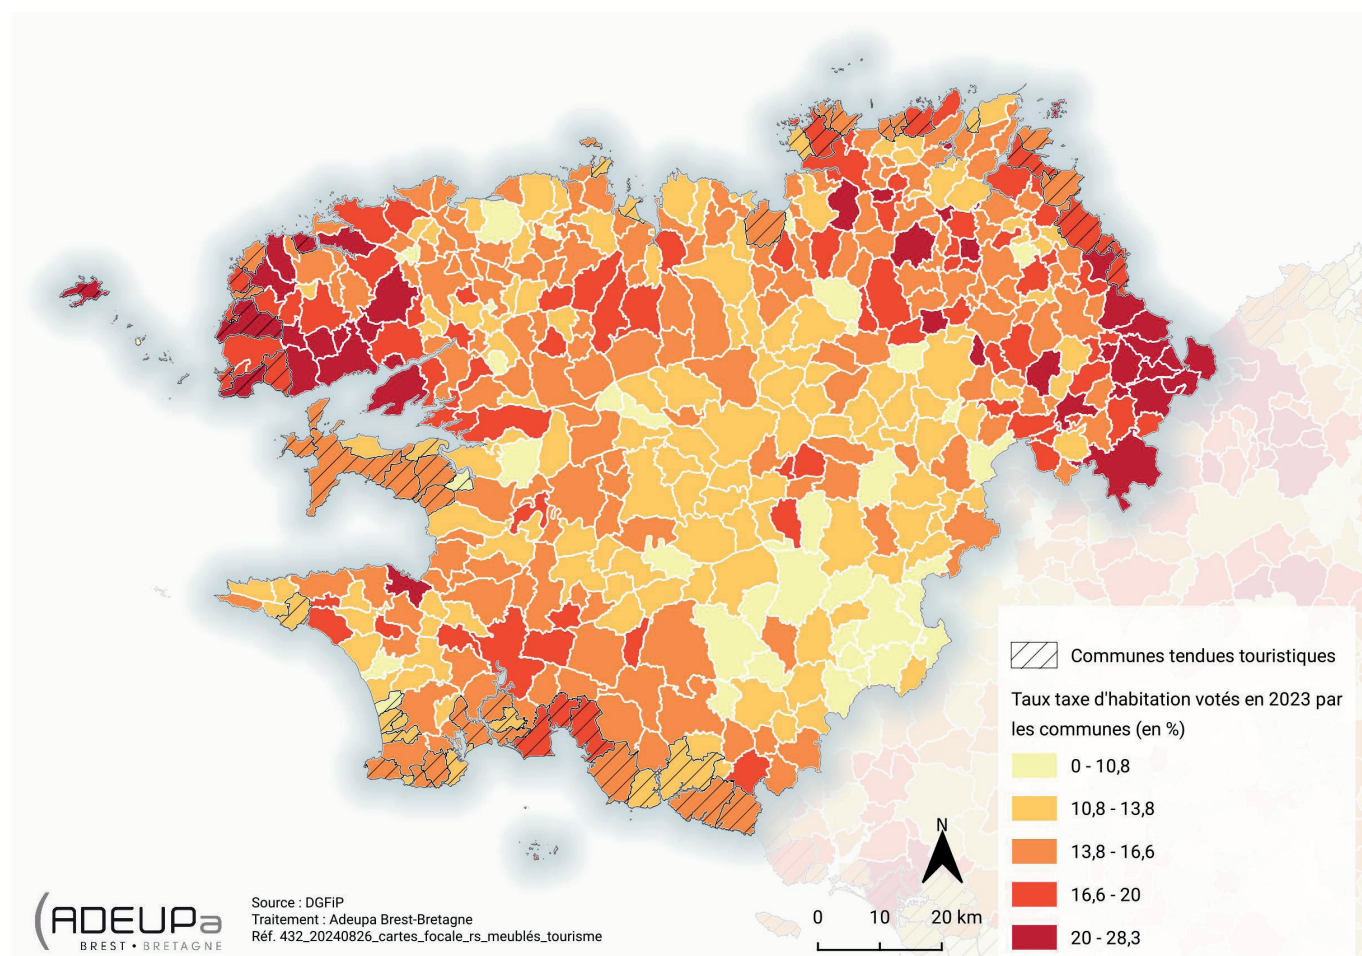 Communes tendues touristiques
Taux taxe d'habitation votés en 2023 par
les communes (en %)
0 - 10,8
10,8 - 13,8
13,8 - 16,6
16,6 - 20
20 - 28,3
N
0 10 20 km
ADEUPa
BREST • BRETAGNE
Source : DGFiP
Traitement : Adeupa Brest-Bretagne
Réf. 432_20240826_cartes_focale_rs_meublés_tourisme